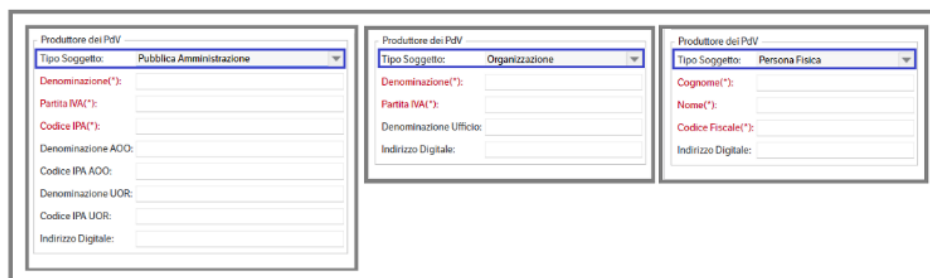 Produttore dei PdV
Tipo Soggetto: Pubblica Amministrazione
Denominazione(*):
Partita IVA(*):
Codice IPA(*):
Denominazione AOO:
Codice IPA AOO:
Denominazione UOR:
Codice IPA UOR:
Indirizzo Digitale:
Produttore dei PdV
Tipo Soggetto: Organizzazione
Denominazione(*):
Partita IVA(*):
Denominazione Ufficio:
Indirizzo Digitale:
Produttore dei PdV
Tipo Soggetto: Persona Fisica
Cognome(*):
Nome(*):
Codice Fiscale(*):
Indirizzo Digitale: